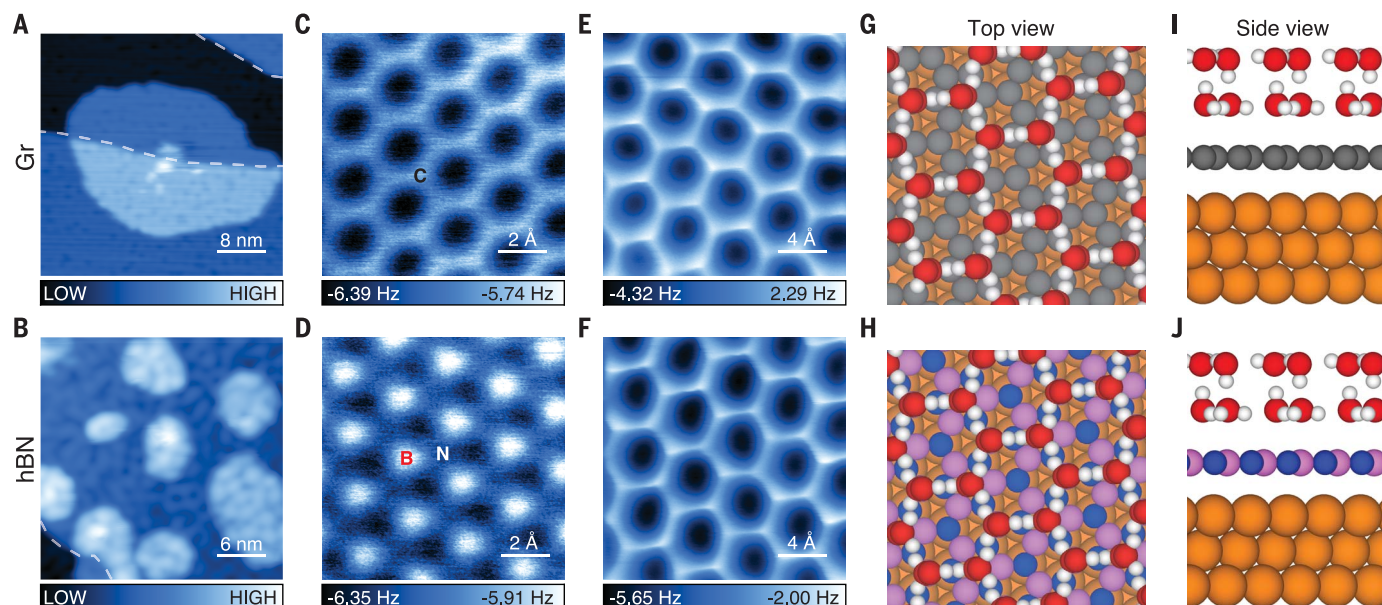 A
C
E
G
Top view
I
Side view
Gr
C
8 nm
2 Å
4 Å
LOW
HIGH
-6,39 Hz
-5,74 Hz
-4,32 Hz
2,29 Hz
B
D
F
H
J
hBN
B
N
6 nm
2 Å
4 Å
LOW
HIGH
-6,35 Hz
-5,91 Hz
-5,65 Hz
-2,00 Hz